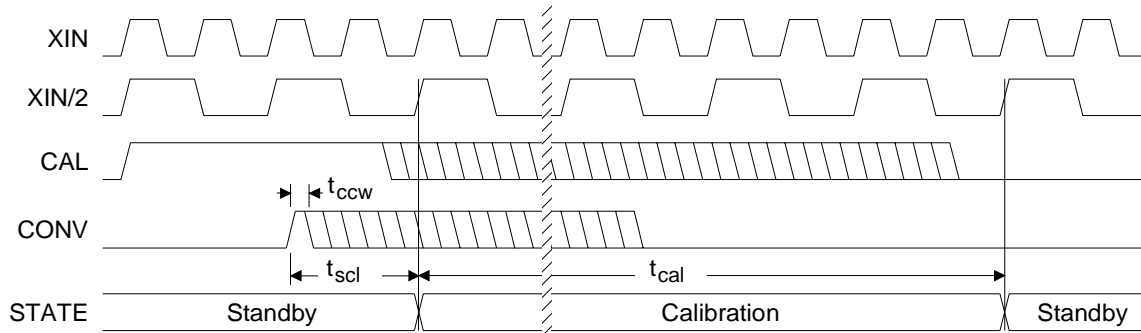 XIN
XIN/2
CAL
tccw
CONV
tscl
tcal
STATE Standby Calibration Standby